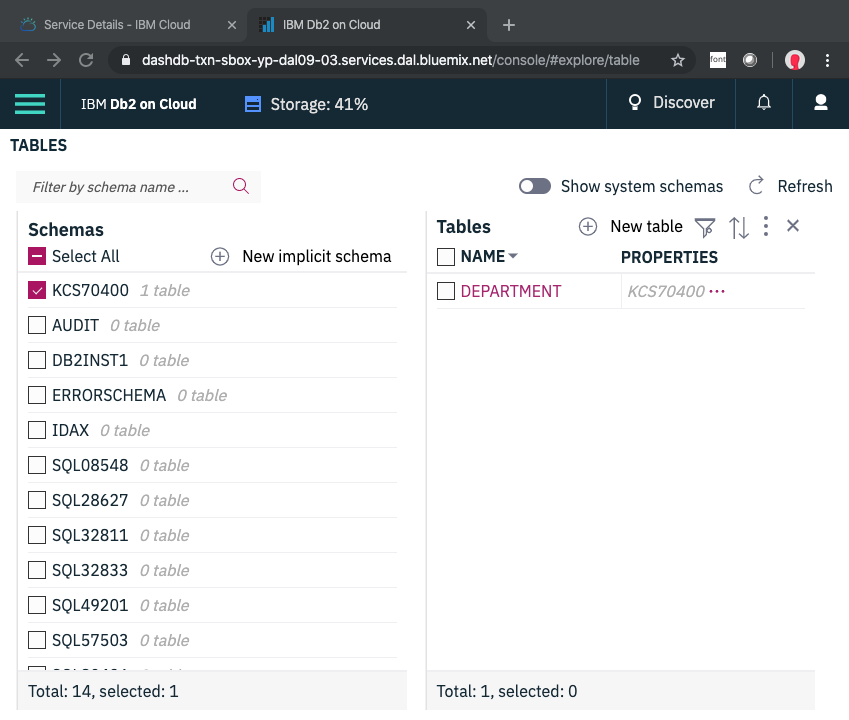 Service Details - IBM Cloud
IBM Db2 on Cloud
dashdb-txn-sbox-yp-dal09-03.services.dal.bluemix.net/console/#explore/table
font
IBM Db2 on Cloud
Storage: 41%
Discover
TABLES
Filter by schema name ...
Show system schemas
Refresh
Schemas
Select All
New implicit schema
KCS70400 1 table
AUDIT 0 table
DB2INST1 0 table
ERRORSCHEMA 0 table
IDAX 0 table
SQL08548 0 table
SQL28627 0 table
SQL32811 0 table
SQL32833 0 table
SQL49201 0 table
SQL57503 0 table
Total: 14, selected: 1
Tables
New table
NAME
PROPERTIES
DEPARTMENT
KCS70400 ...
Total: 1, selected: 0